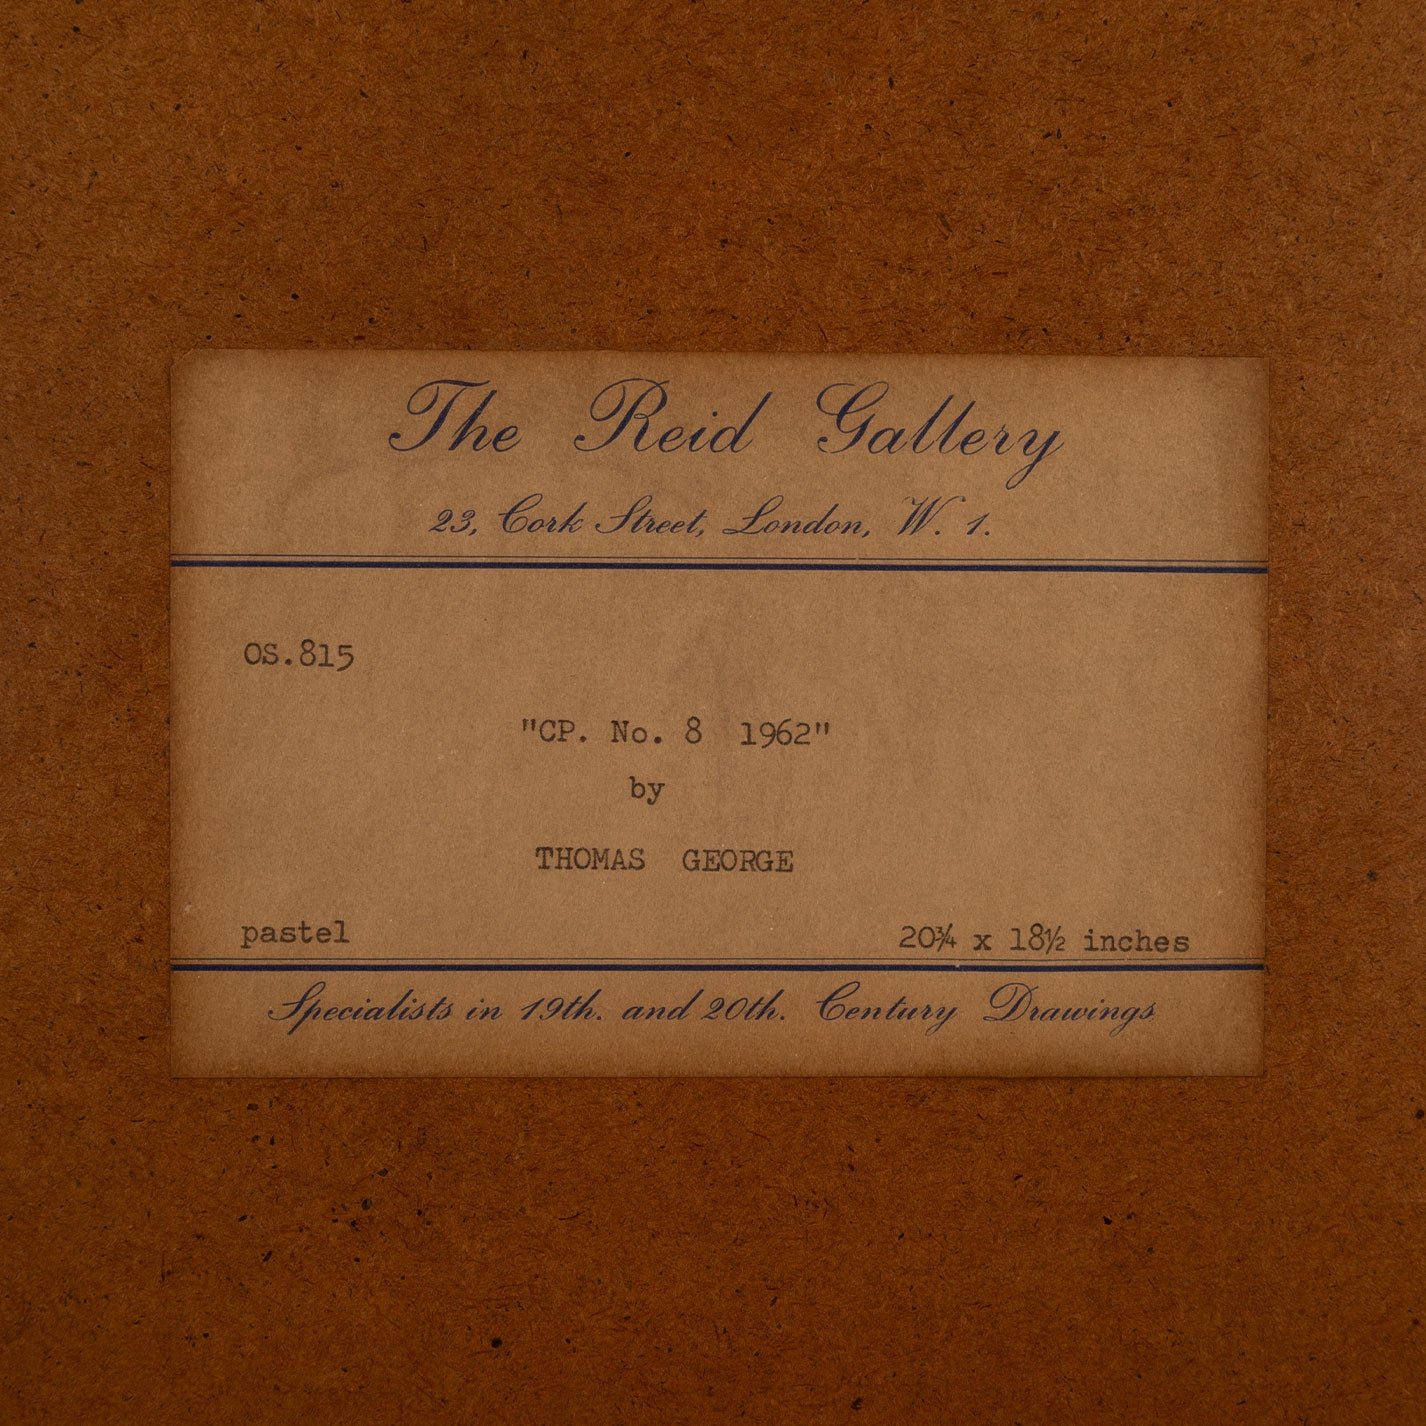 The Reid Gallery
23, Cork Street, London, W. 1.
OS.815
"CP. No. 8 1962"
by
THOMAS GEORGE
pastel 20¾ x 18½ inches
Specialists in 19th. and 20th. Century Drawings